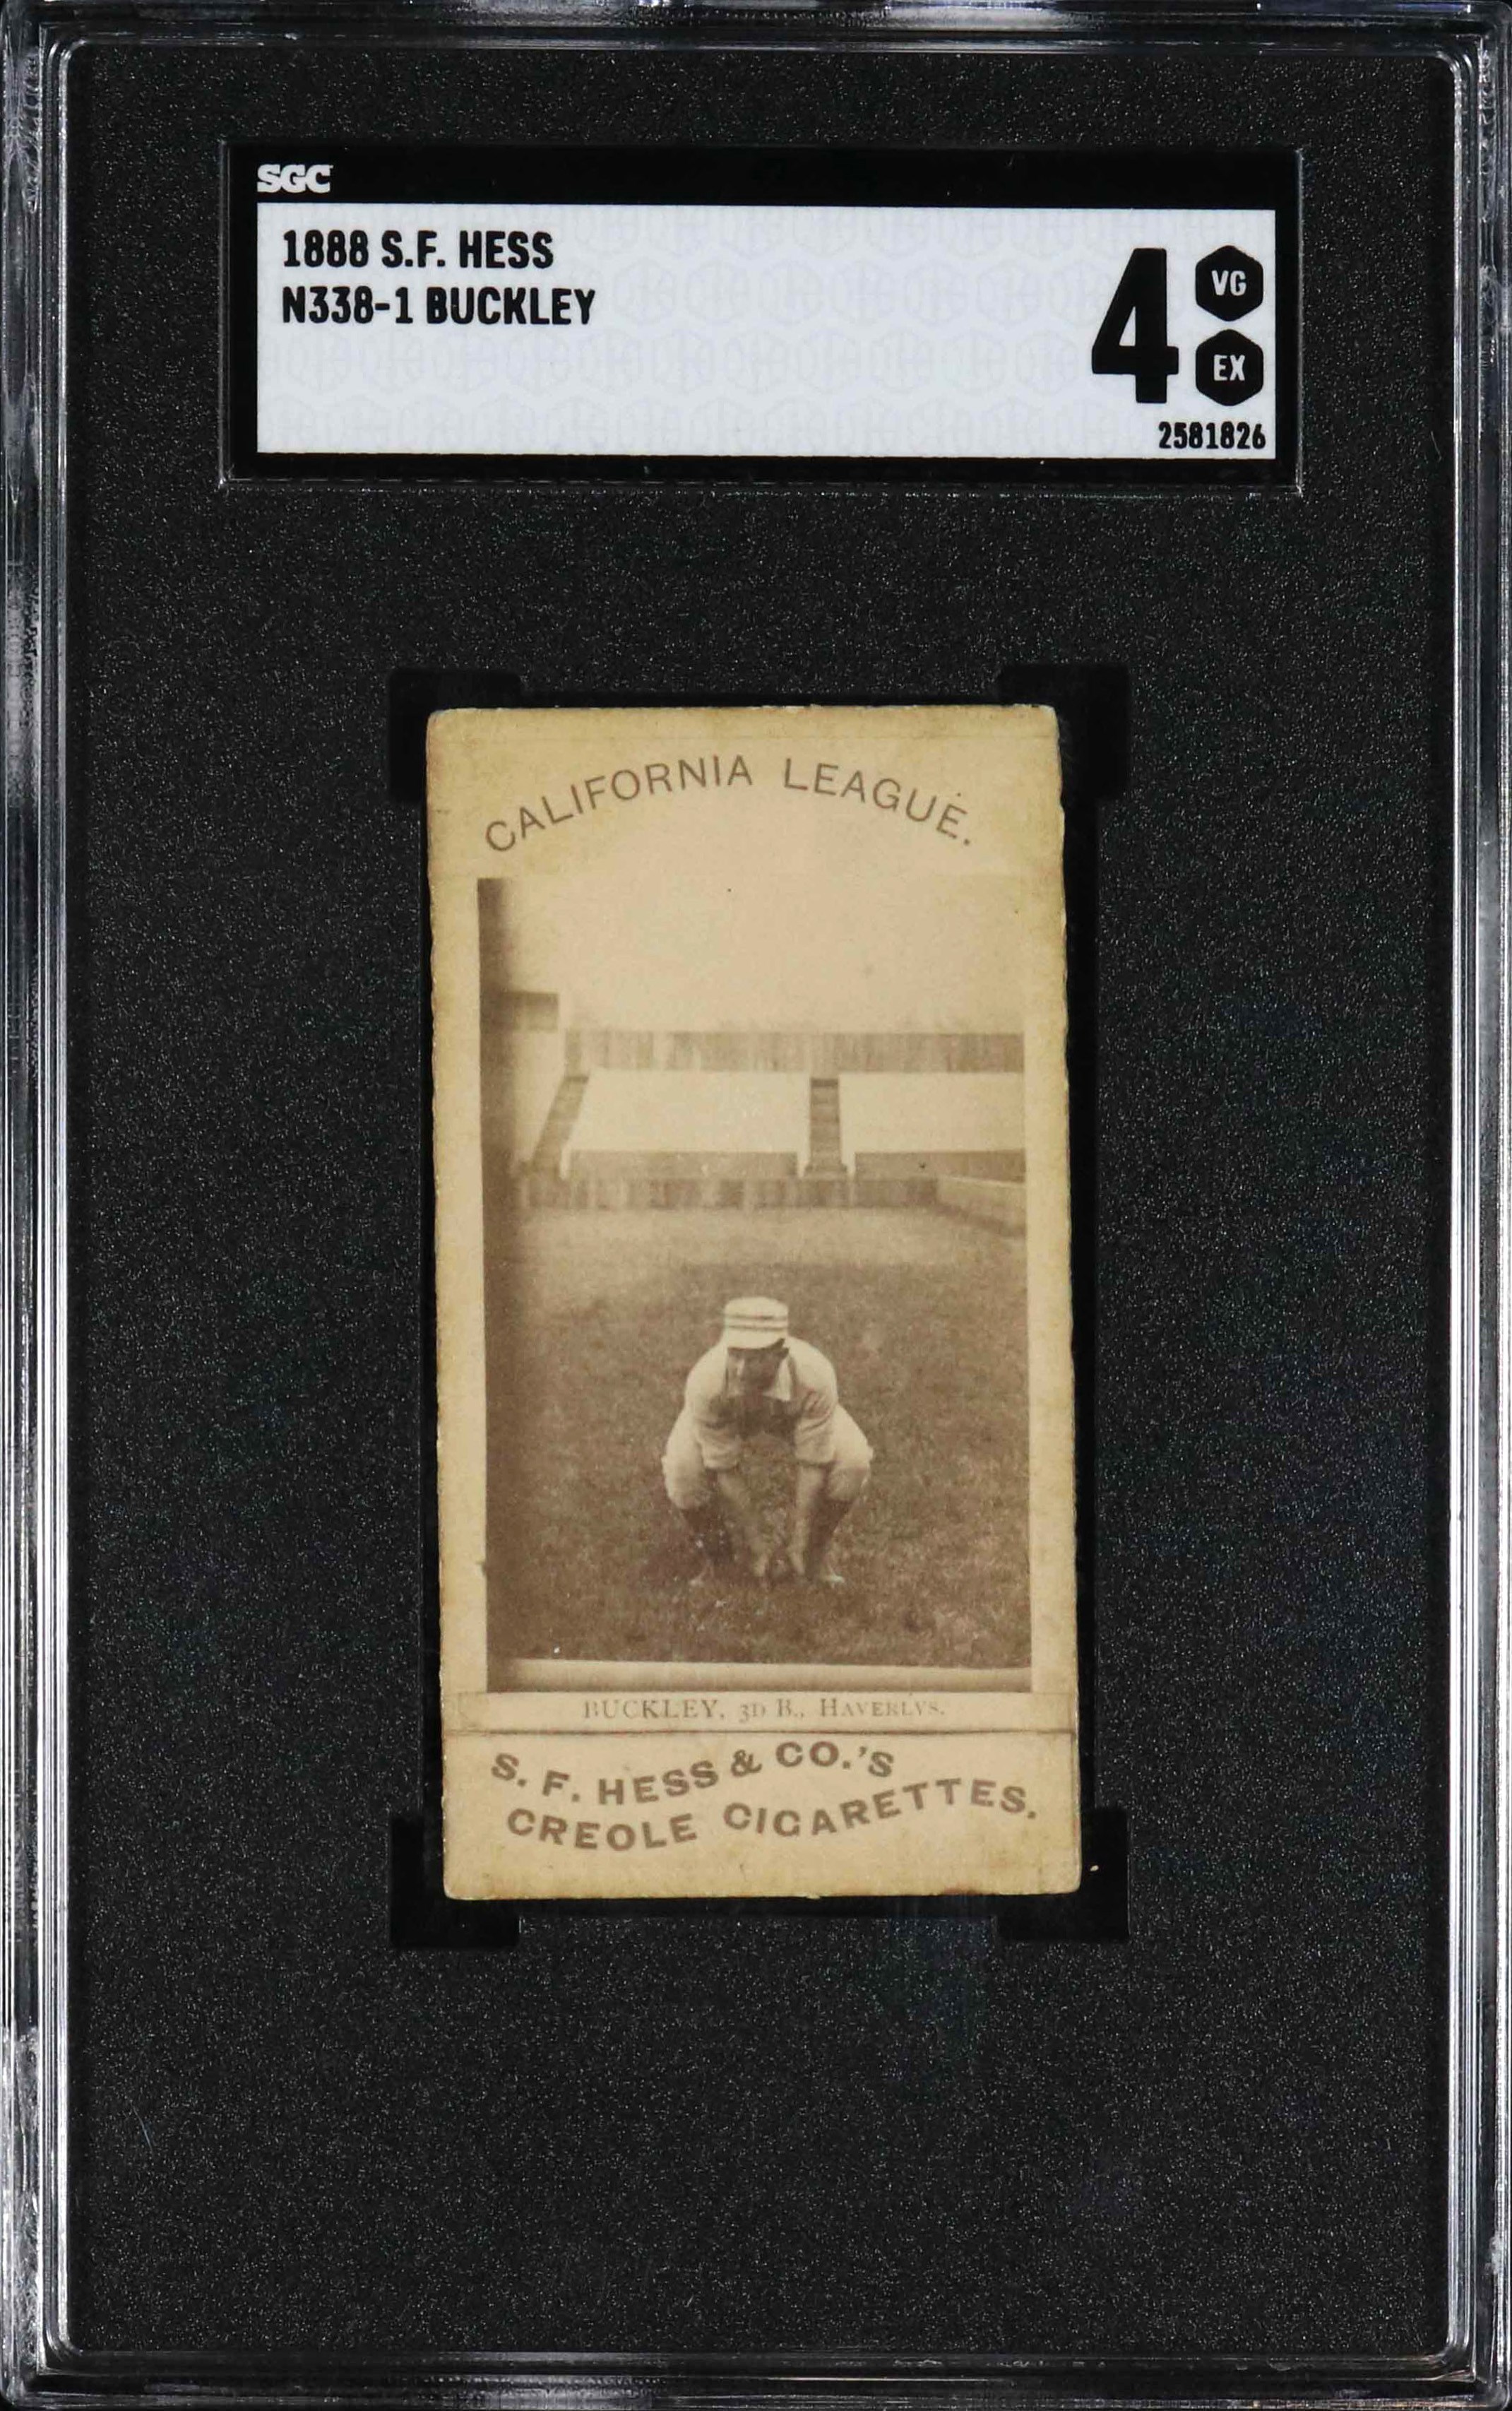 SGC
1888 S.F. HESS
N338-1 BUCKLEY
4
VG
EX
2581826
CALIFORNIA LEAGUE.
BUCKLEY, 3D B., HAVERLYS.
S. F. HESS & CO.'S
CREOLE CIGARETTES.